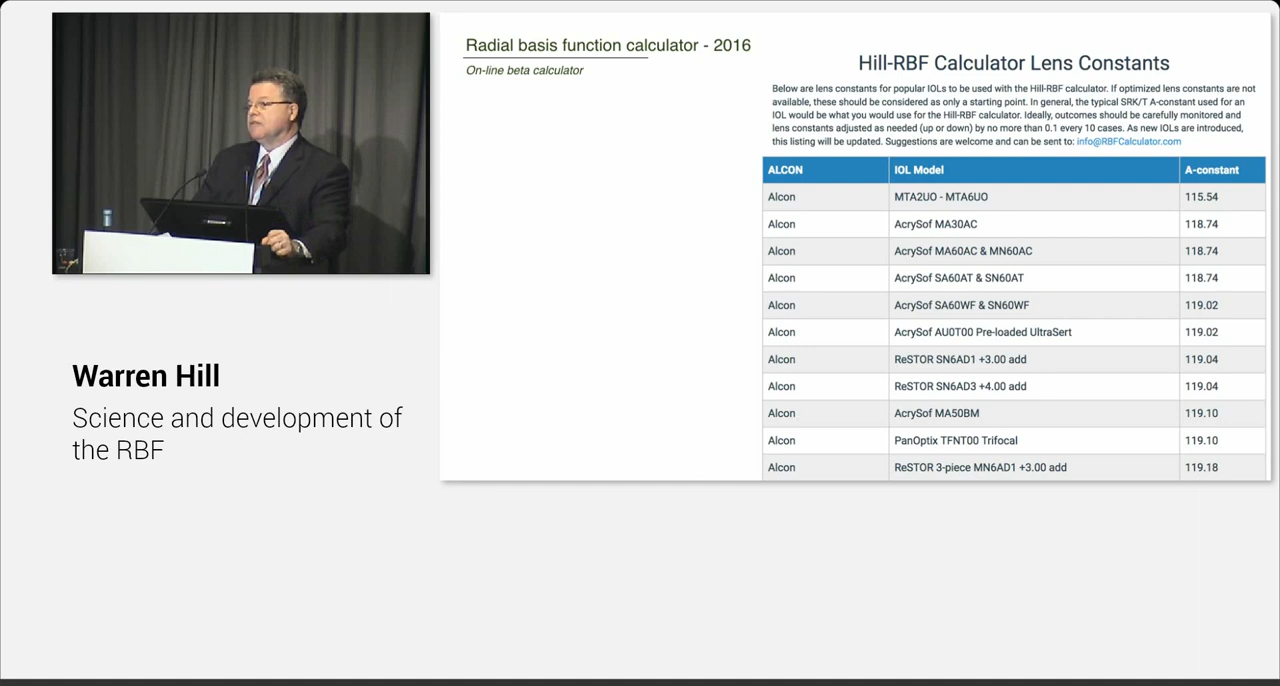 Radial basis function calculator - 2016
On-line beta calculator
Hill-RBF Calculator Lens Constants
Below are lens constants for popular IOLs to be used with the Hill-RBF calculator. If optimized lens constants are not
available, these should be considered as only a starting point. In general, the typical SRK/T A-constant used for an
IOL would be what you would use for the Hill-RBF calculator. Ideally, outcomes should be carefully monitored and
lens constants adjusted as needed (up or down) by no more than 0.1 every 10 cases. As new IOLs are introduced,
this listing will be updated. Suggestions are welcome and can be sent to: info@RBFCalculator.com
ALCON IOL Model A-constant
Alcon MTA2UO - MTA6UO 115.54
Alcon AcrySof MA30AC 118.74
Alcon AcrySof MA60AC & MN60AC 118.74
Alcon AcrySof SA60AT & SN60AT 118.74
Alcon AcrySof SA60WF & SN60WF 119.02
Alcon AcrySof AU0T00 Pre-loaded UltraSert 119.02
Alcon ReSTOR SN6AD1 +3.00 add 119.04
Alcon ReSTOR SN6AD3 +4.00 add 119.04
Alcon AcrySof MA50BM 119.10
Alcon PanOptix TFNT00 Trifocal 119.10
Alcon ReSTOR 3-piece MN6AD1 +3.00 add 119.18
Warren Hill
Science and development of
the RBF